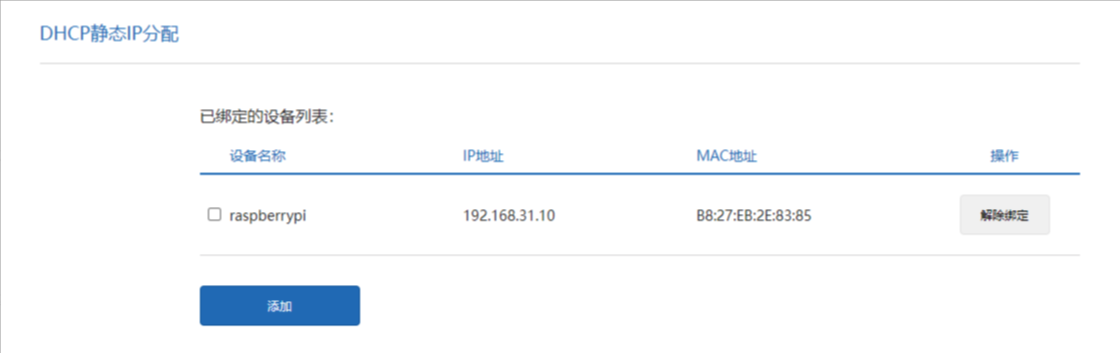 DHCP静态IP分配
已绑定的设备列表：
设备名称 IP地址 MAC地址 操作
raspberrypi 192.168.31.10 B8:27:EB:2E:83:85 解除绑定
添加